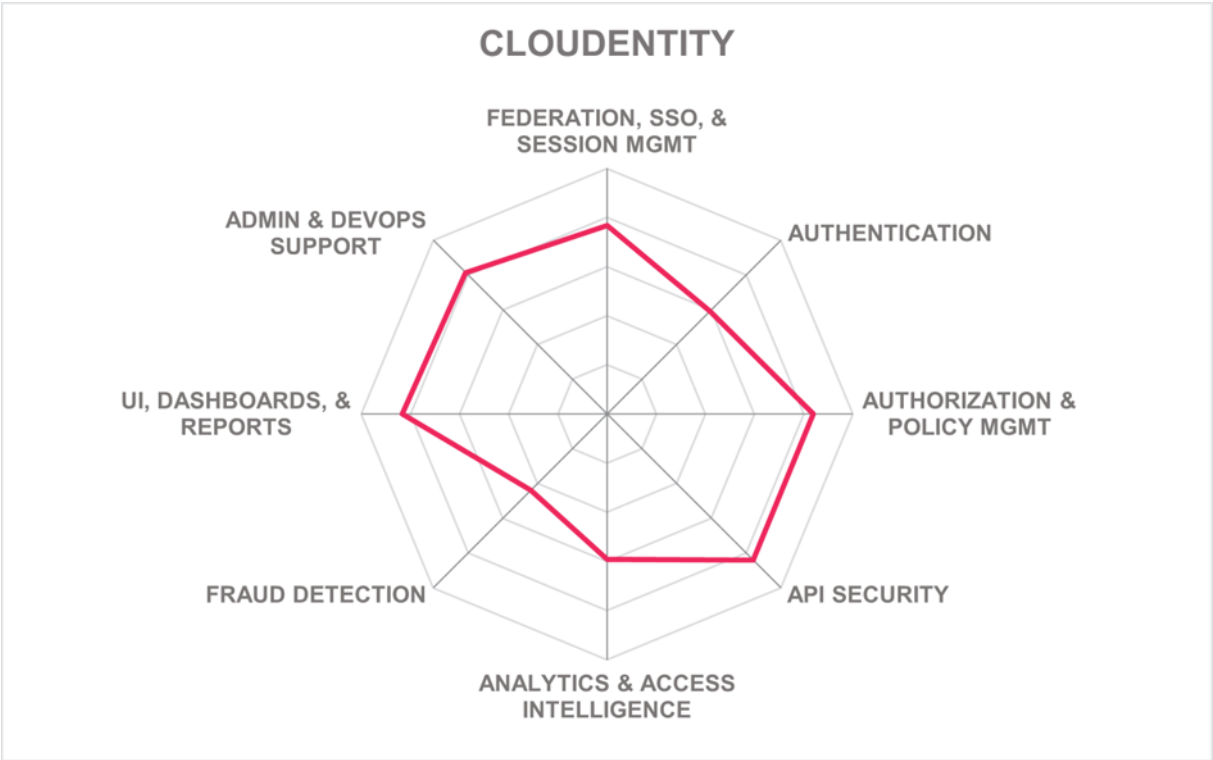 CLOUDENTITY
FEDERATION, SSO, &
SESSION MGMT
ADMIN & DEVOPS
SUPPORT
AUTHENTICATION
UI, DASHBOARDS, &
REPORTS
AUTHORIZATION &
POLICY MGMT
FRAUD DETECTION
API SECURITY
ANALYTICS & ACCESS
INTELLIGENCE